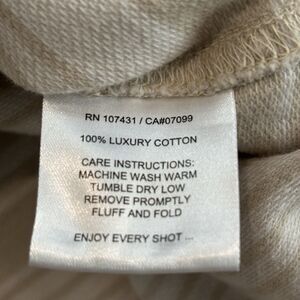 RN 107431 / CA#07099
100% LUXURY COTTON
CARE INSTRUCTIONS:
MACHINE WASH WARM
TUMBLE DRY LOW
REMOVE PROMPTLY
FLUFF AND FOLD
ENJOY EVERY SHOT ...